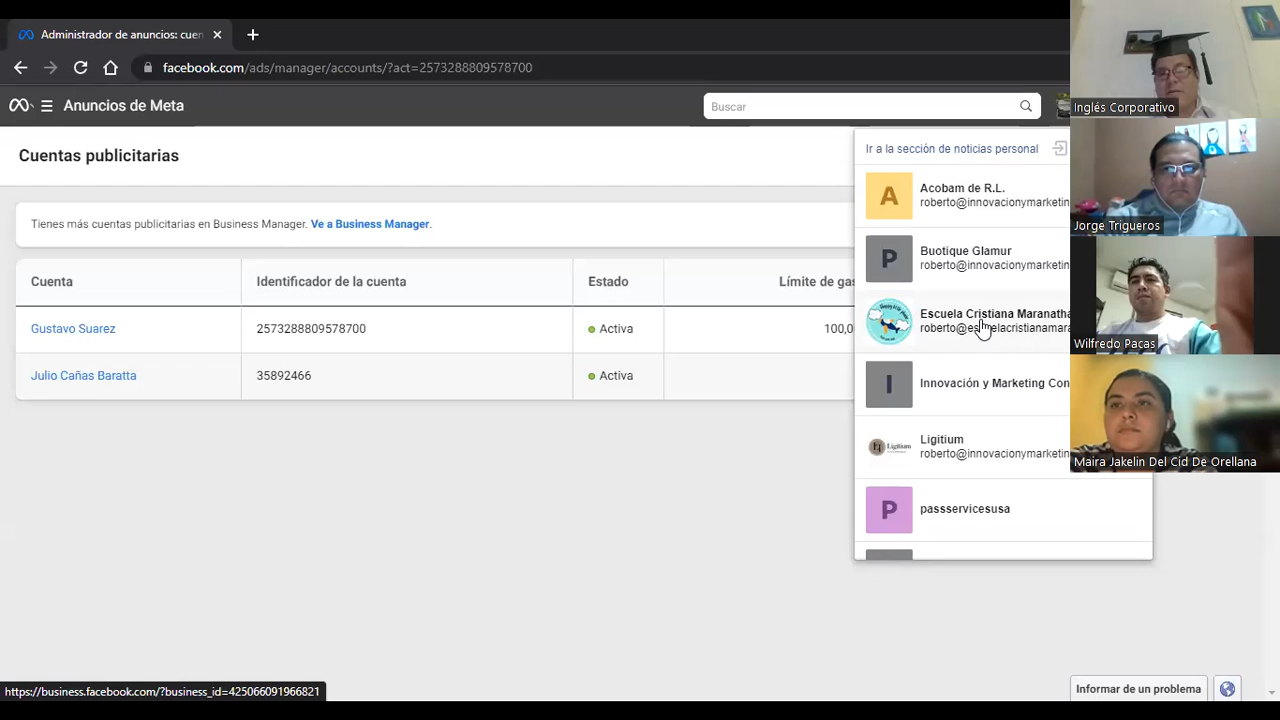 Administrador de anuncios: cuen
facebook.com/ads/manager/accounts/?act=2573288809578700
Anuncios de Meta
Buscar
Cuentas publicitarias
Tienes más cuentas publicitarias en Business Manager. Ve a Business Manager.
Cuenta
Identificador de la cuenta
Estado
Límite de gas
Gustavo Suarez
2573288809578700
Activa
100,0
Julio Cañas Baratta
35892466
Activa
Ir a la sección de noticias personal
A
Acobam de R.L.
roberto@innovacionymarketin
P
Buotique Glamur
roberto@innovacionymarketin
Escuela Cristiana Maranatha
roberto@escuelacristianamara
I
Innovación y Marketing Con
Ligitium
Ligitium
roberto@innovacionymarketin
P
passservicesusa
Inglés Corporativo
Jorge Trigueros
Wilfredo Pacas
Maira Jakelin Del Cid De Orellana
https://business.facebook.com/?business_id=425066091966821
Informar de un problema